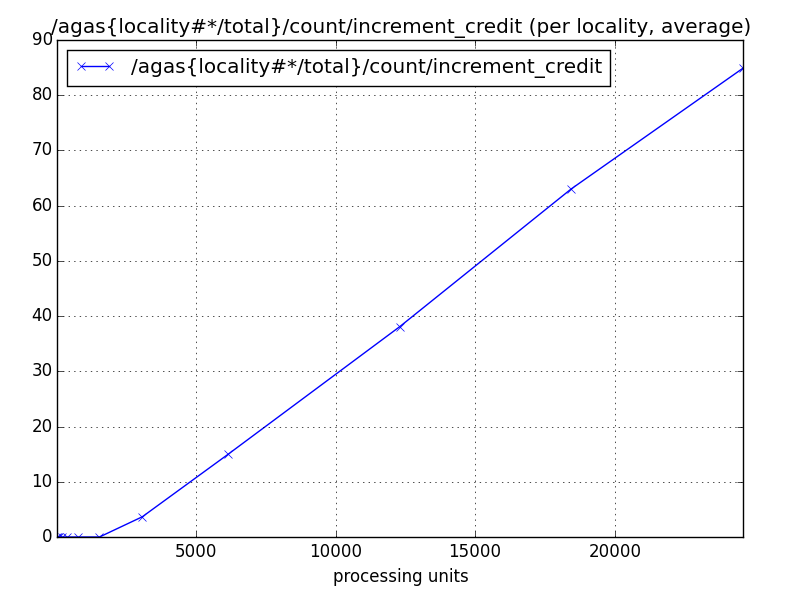 /agas{locality#*/total}/count/increment_credit (per locality, average)
90
/agas{locality#*/total}/count/increment_credit
80
70
60
50
40
30
20
10
0
5000 10000 15000 20000
processing units